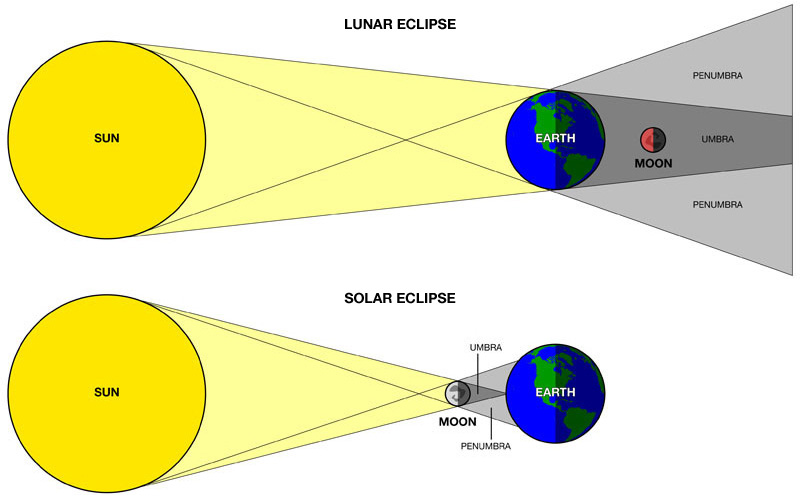 LUNAR ECLIPSE
PENUMBRA
SUN
EARTH
UMBRA
MOON
PENUMBRA
SOLAR ECLIPSE
UMBRA
SUN
EARTH
MOON
PENUMBRA